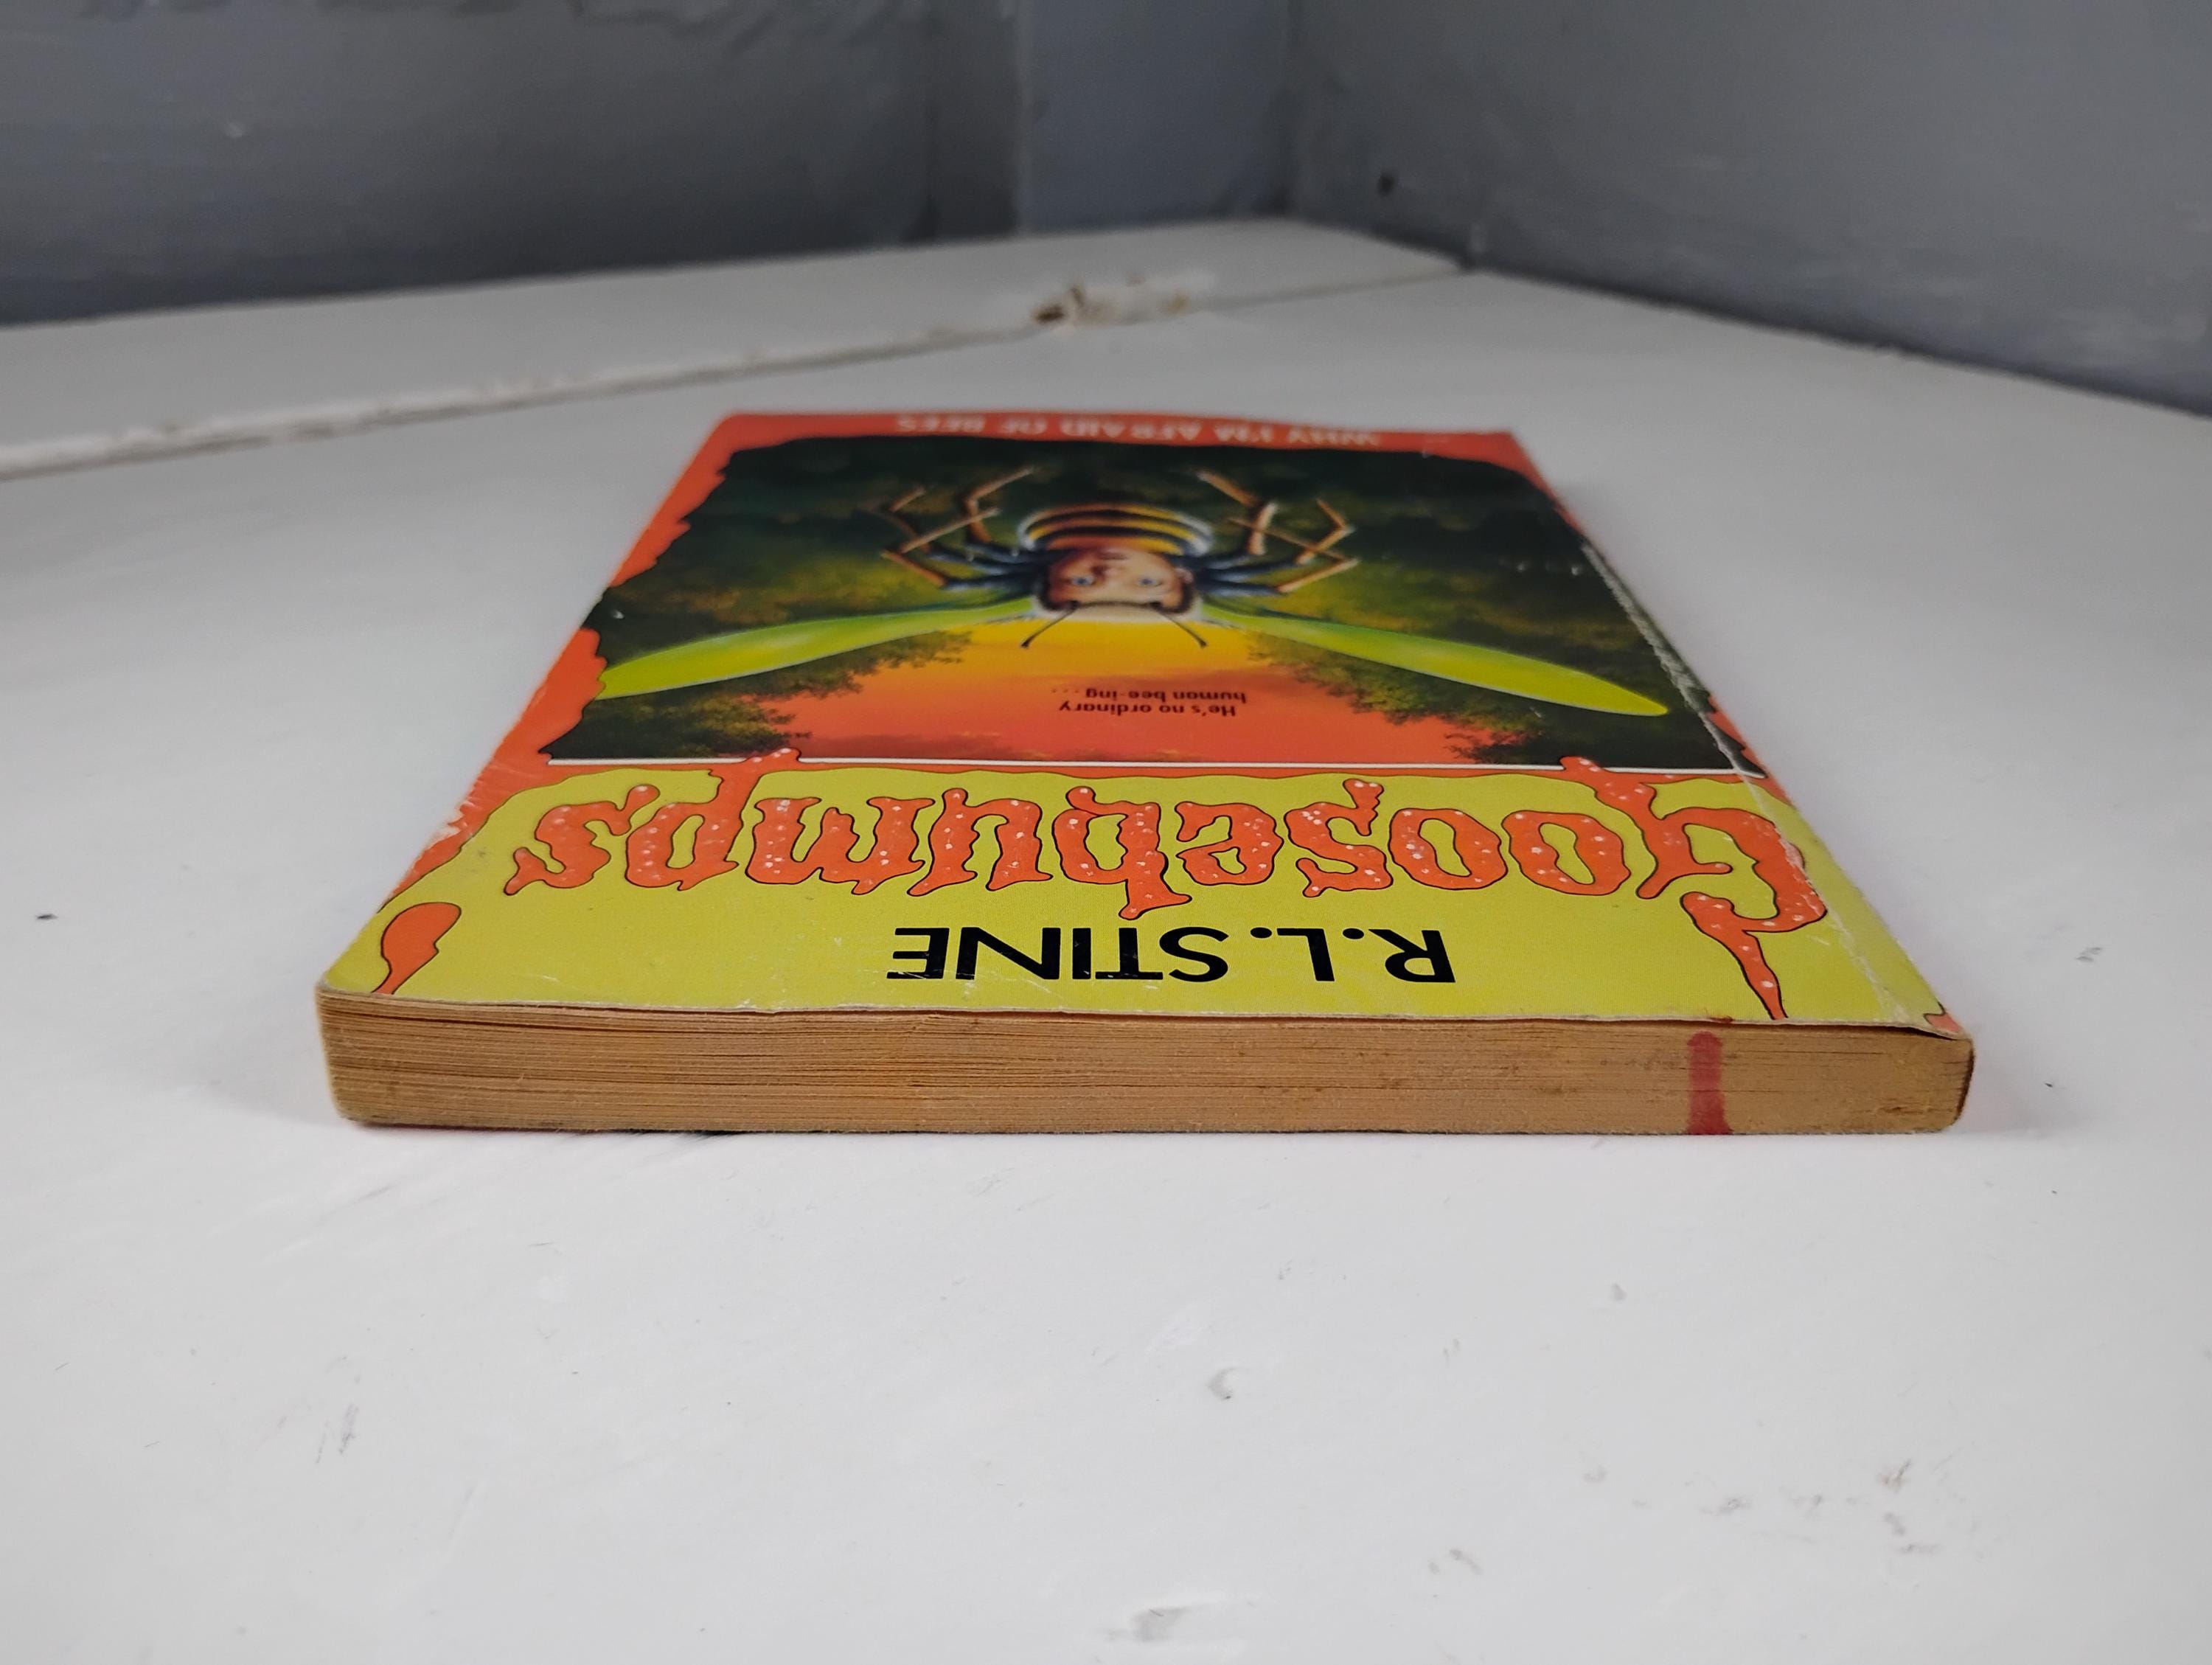 R.L. STINE
Goosebumps
He's no ordinary
human bee-ing . . .
WHY I'M AFRAID OF BEES